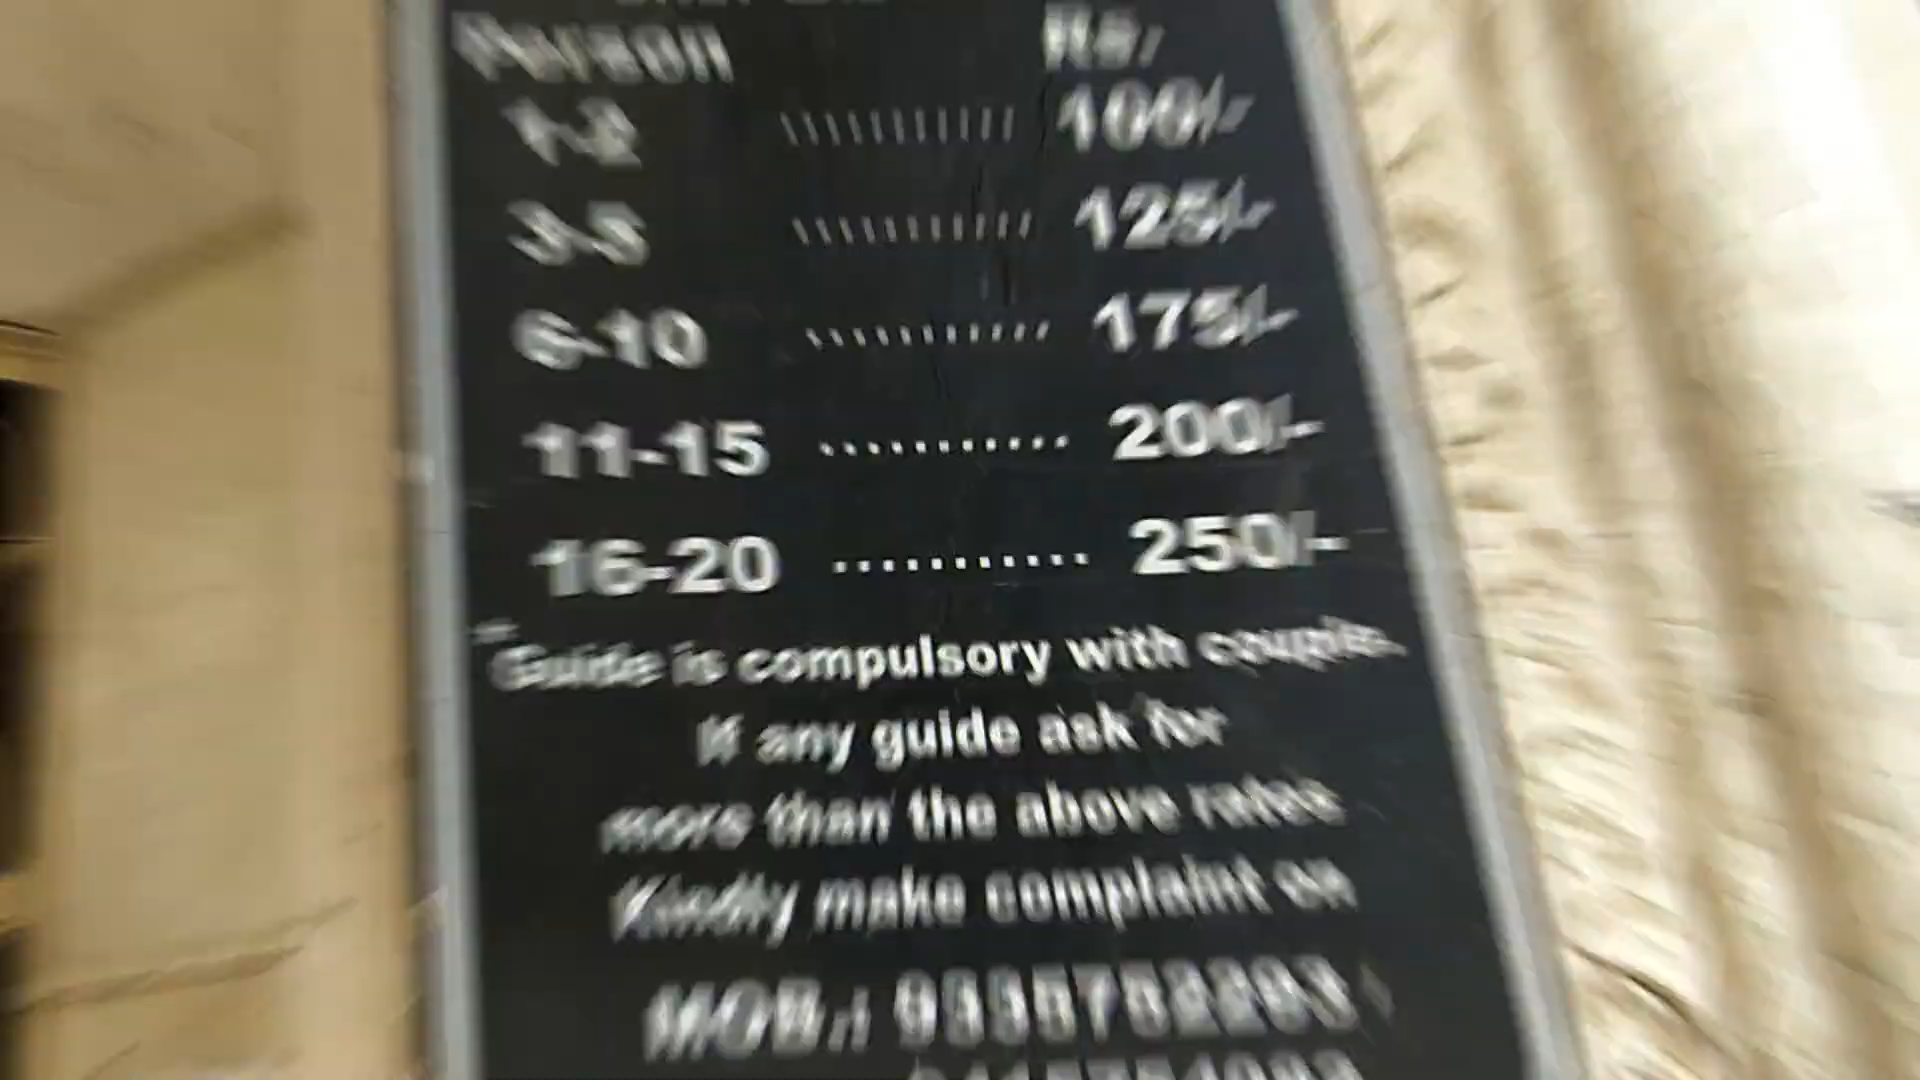 Person Rs.
1-2 ........... 100/-
3-5 ........... 125/-
6-10 ........... 175/-
11-15 ........... 200/-
16-20 ........... 250/-
*Guide is compulsory with couple.
If any guide ask for
more than the above rates
Kindly make complaint on
MOB.: